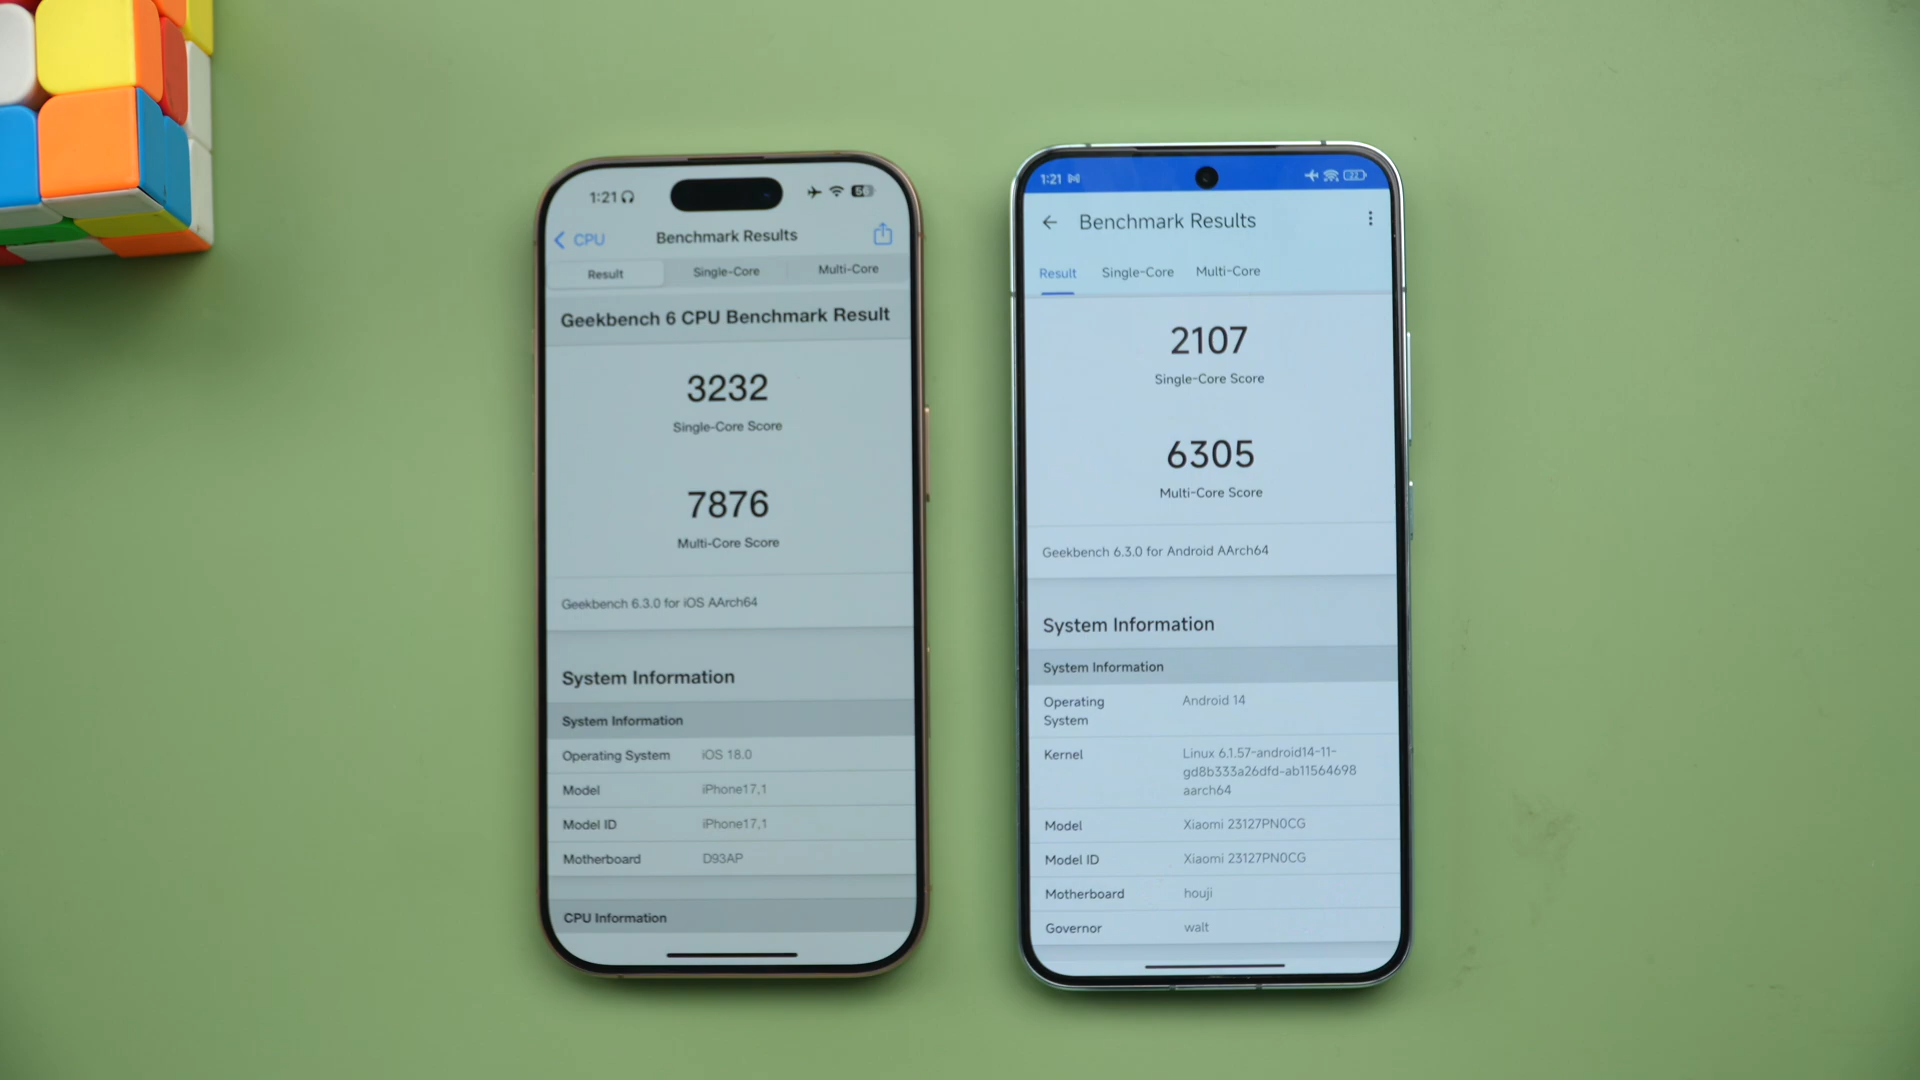 1:21
CPU
Benchmark Results
Result
Single-Core
Multi-Core
Geekbench 6 CPU Benchmark Result
3232
Single-Core Score
7876
Multi-Core Score
Geekbench 6.3.0 for iOS AArch64
System Information
System Information
Operating System iOS 18.0
Model iPhone17,1
Model ID iPhone17,1
Motherboard D93AP
CPU Information
1:21
22
Benchmark Results
Result
Single-Core
Multi-Core
2107
Single-Core Score
6305
Multi-Core Score
Geekbench 6.3.0 for Android AArch64
System Information
System Information
Operating System Android 14
Kernel Linux 6.1.57-android14-11-
gd8b333a26dfd-ab11564698
aarch64
Model Xiaomi 23127PN0CG
Model ID Xiaomi 23127PN0CG
Motherboard houji
Governor walt